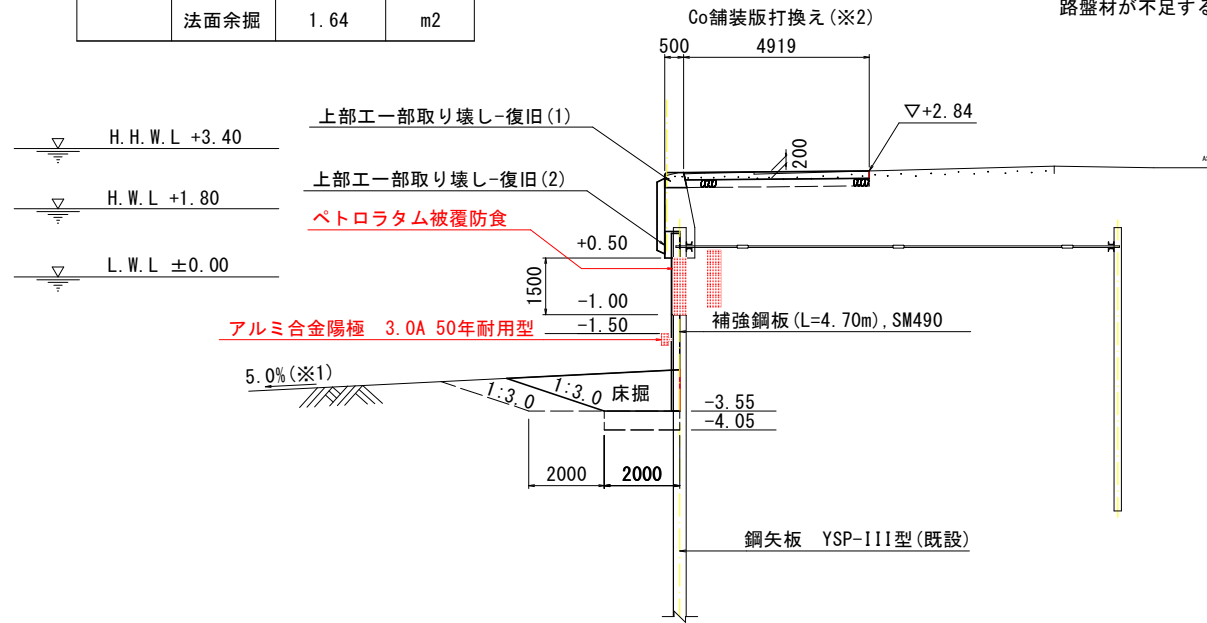 法面余掘 1.64 m2
路盤材が不足する
Co舗装版打換え(※2)
500 4919
上部工一部取り壊し-復旧(1)
▽+2.84
H.H.W.L +3.40
200
上部工一部取り壊し-復旧(2)
H.W.L +1.80
ペトロラタム被覆防食
+0.50
L.W.L ±0.00
1500
-1.00
アルミ合金陽極 3.0A 50年耐用型
-1.50
補強鋼板(L=4.70m),SM490
5.0%(※1)
1:3.0
1:3.0
床掘
-3.55
-4.05
2000 2000
鋼矢板 YSP-III型(既設)